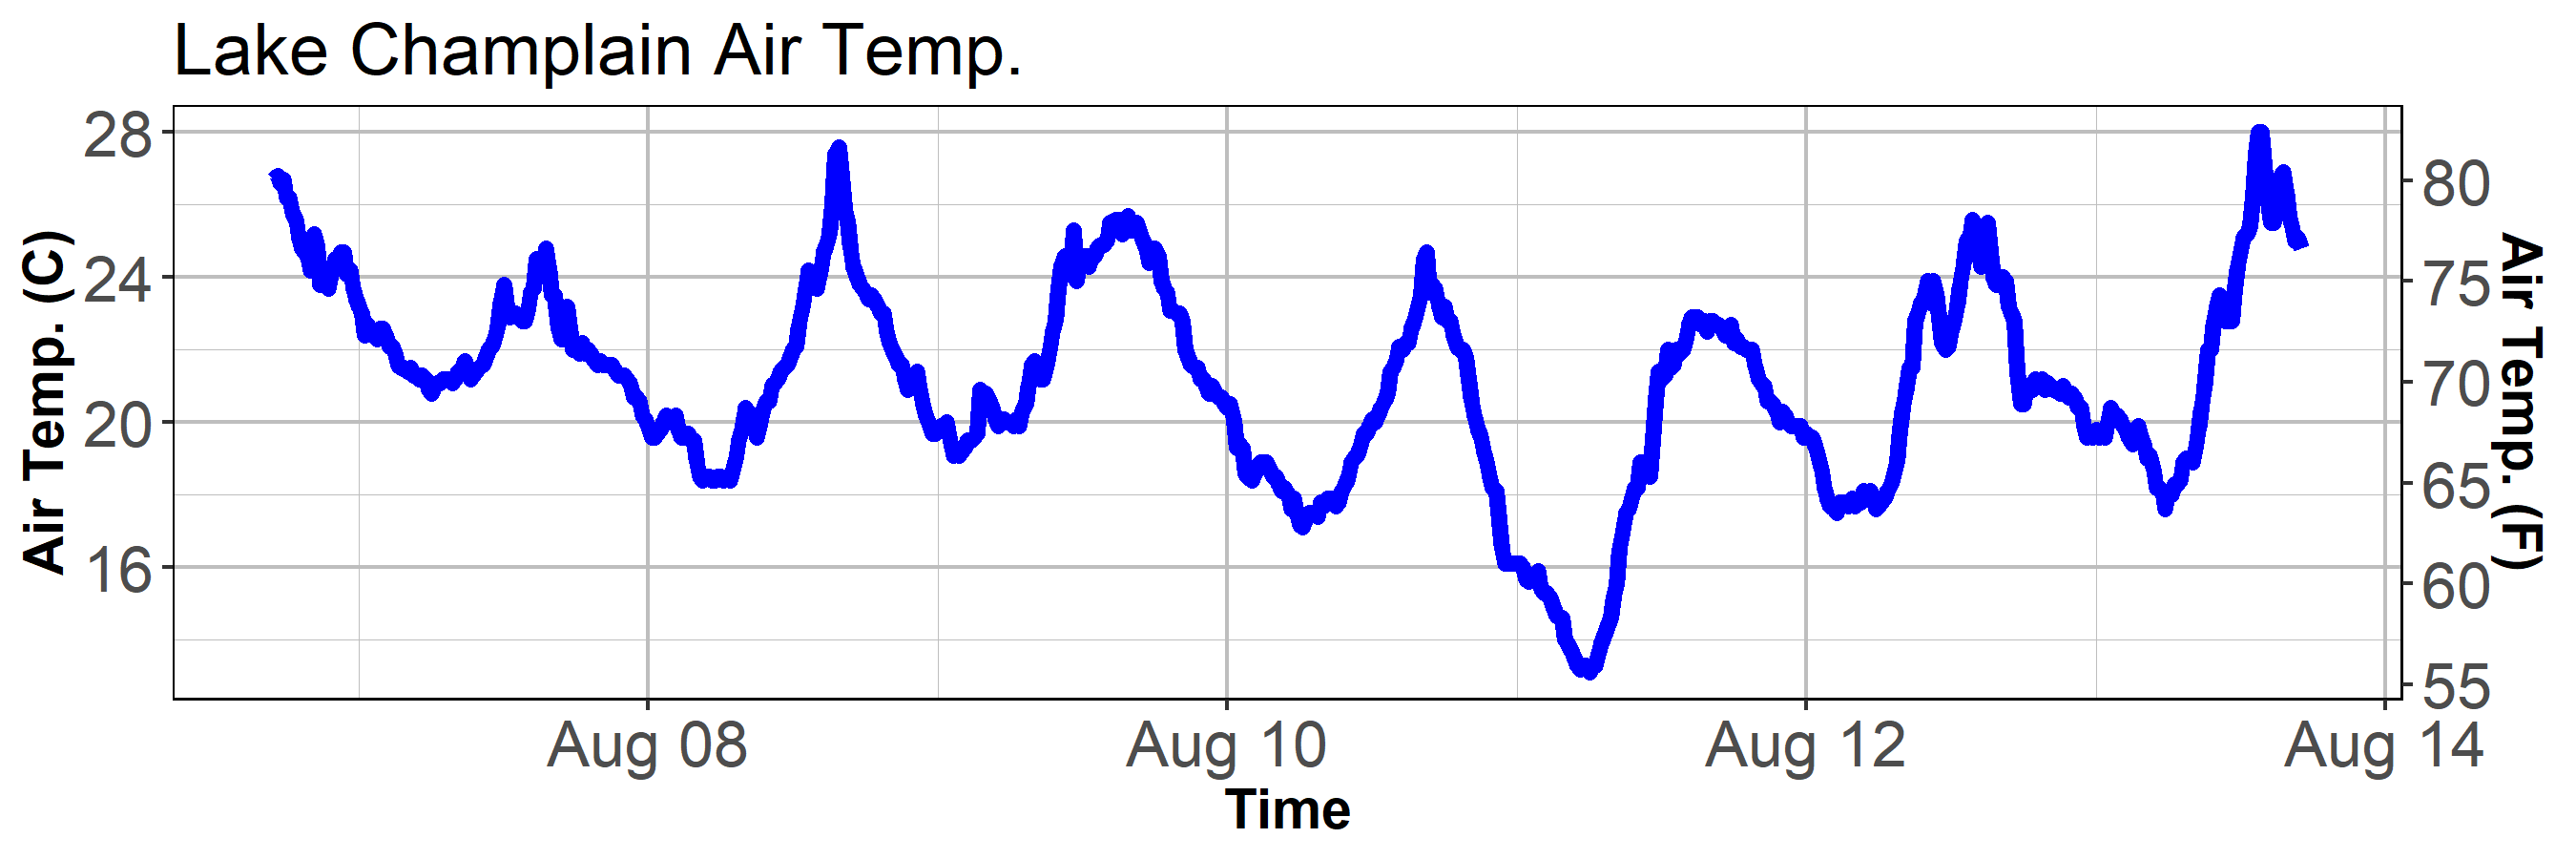 Lake Champlain Air Temp.
28
24
20
16
Air Temp. (C)
80
75
70
65
60
55
Air Temp. (F)
Aug 08
Aug 10
Aug 12
Aug 14
Time